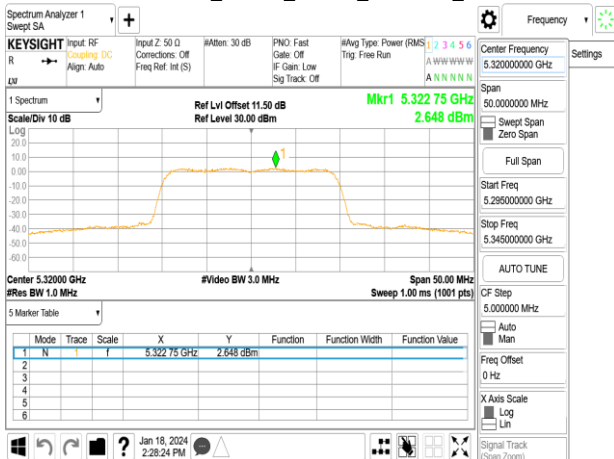 Spectrum Analyzer 1
Swept SA
Frequency
KEYSIGHT
R
Input: RF
Coupling: DC
Align: Auto
Input Z: 50 Ω
Corrections: Off
Freq Ref: Int (S)
#Atten: 30 dB
PNO: Fast
Gate: Off
IF Gain: Low
Sig Track: Off
#Avg Type: Power (RMS
Trig: Free Run
1 2 3 4 5 6
A W W W W W
A N N N N N
LXI
Center Frequency
5.320000000 GHz
Settings
Span
50.0000000 MHz
Swept Span
Zero Span
Full Span
Start Freq
5.295000000 GHz
Stop Freq
5.345000000 GHz
AUTO TUNE
CF Step
5.000000 MHz
Auto
Man
Freq Offset
0 Hz
X Axis Scale
Log
Lin
Signal Track
(Span Zoom)
1 Spectrum
Scale/Div 10 dB
Ref Lvl Offset 11.50 dB
Ref Level 30.00 dBm
Mkr1 5.322 75 GHz
2.648 dBm
Log
20.0
10.0
0.00
-10.0
-20.0
-30.0
-40.0
-50.0
-60.0
1
Center 5.32000 GHz
#Res BW 1.0 MHz
#Video BW 3.0 MHz
Span 50.00 MHz
Sweep 1.00 ms (1001 pts)
5 Marker Table
Mode Trace Scale X Y Function Function Width Function Value
1 N 1 f 5.322 75 GHz 2.648 dBm
2
3
4
5
6
?
Jan 18, 2024
2:28:24 PM